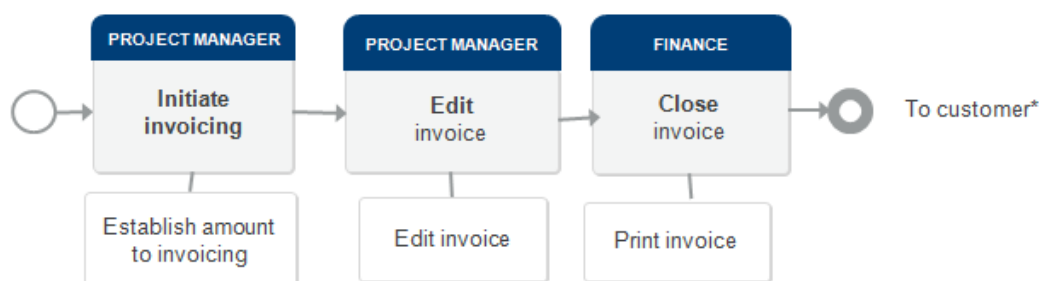 PROJECT MANAGER
Initiate
invoicing
Establish amount
to invoicing
PROJECT MANAGER
Edit
invoice
Edit invoice
FINANCE
Close
invoice
Print invoice
To customer*